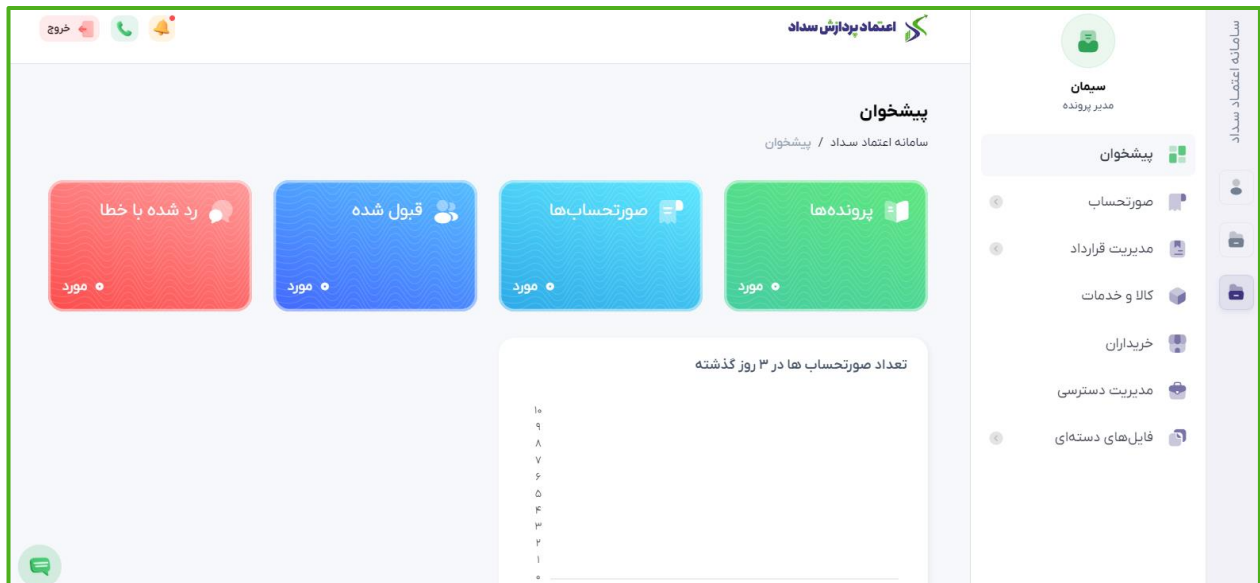 سامانه اعتماد سداد
سیمان
مدیر پرونده
پیشخوان
صورتحساب
مدیریت قرارداد
کالا و خدمات
خریداران
مدیریت دسترسی
فایل‌های دسته‌ای
اعتماد پردازش سداد
خروج
پیشخوان
سامانه اعتماد سداد / پیشخوان
پرونده‌ها
۰ مورد
صورتحساب‌ها
۰ مورد
قبول شده
۰ مورد
رد شده با خطا
۰ مورد
تعداد صورتحساب ها در ۳ روز گذشته
۱۰
۹
۸
۷
۶
۵
۴
۳
۲
۱
۰